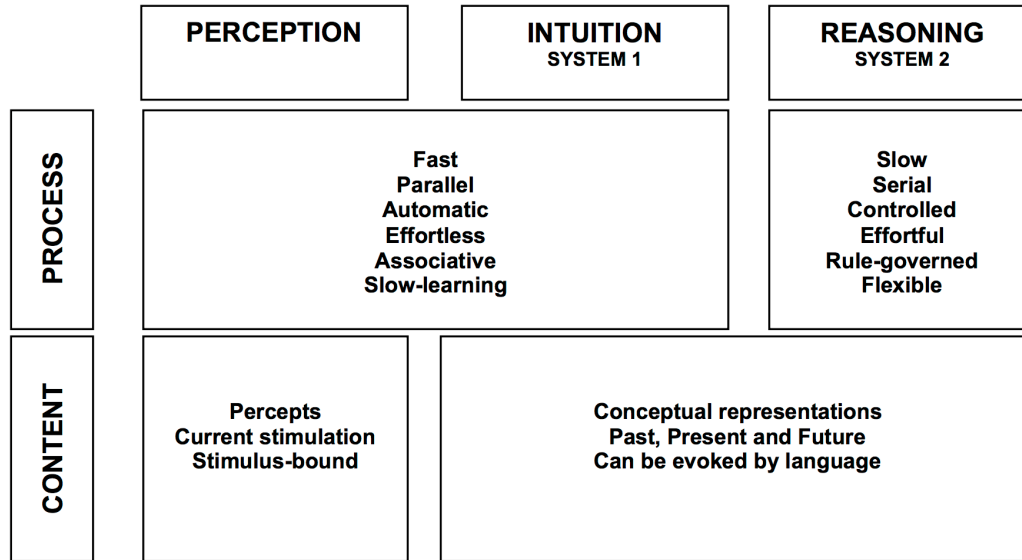 PERCEPTION
INTUITION
SYSTEM 1
REASONING
SYSTEM 2
PROCESS
Fast
Parallel
Automatic
Effortless
Associative
Slow-learning
Slow
Serial
Controlled
Effortful
Rule-governed
Flexible
CONTENT
Percepts
Current stimulation
Stimulus-bound
Conceptual representations
Past, Present and Future
Can be evoked by language